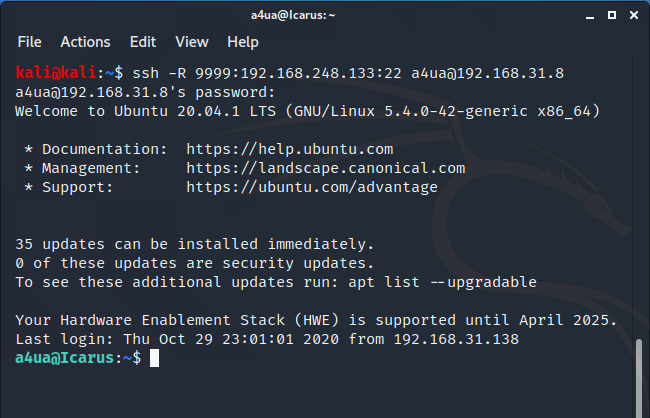 a4ua@Icarus: ~
File Actions Edit View Help
kali@kali:~$ ssh -R 9999:192.168.248.133:22 a4ua@192.168.31.8
a4ua@192.168.31.8's password:
Welcome to Ubuntu 20.04.1 LTS (GNU/Linux 5.4.0-42-generic x86_64)
* Documentation: https://help.ubuntu.com
* Management: https://landscape.canonical.com
* Support: https://ubuntu.com/advantage
35 updates can be installed immediately.
0 of these updates are security updates.
To see these additional updates run: apt list --upgradable
Your Hardware Enablement Stack (HWE) is supported until April 2025.
Last login: Thu Oct 29 23:01:01 2020 from 192.168.31.138
a4ua@Icarus:~$